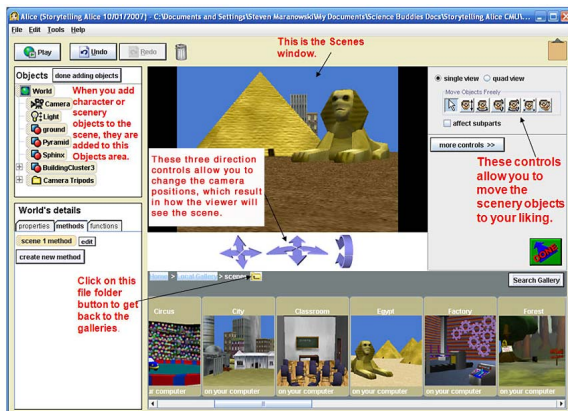 Alice (Storytelling Alice 10/01/2007) - C:\Documents and Settings\Steven Maranowski\My Documents\Science Buddies Docs\Storytelling Alice CMU\
File Edit Tools Help
Play Undo Redo
Objects done adding objects
World
Camera
Light
ground
Pyramid
Sphinx
BuildingCluster3
Camera Tripods
When you add
character or
scenery
objects to
the scene, they are
added to this
Objects area.
This is the Scenes
window.
single view quad view
Move Objects Freely
affect subparts
more controls >>
These controls
allow you to
move the
scenery objects
to your liking.
These three direction
controls allow you to
change the camera
positions, which result
in how the viewer will
see the scene.
World's details
properties methods functions
scene 1 method edit
create new method
Click on this
file folder
button to get
back to the
galleries.
DONE
Home > Local Gallery > scenes
Search Gallery
Circus
City
Classroom
Egypt
Factory
Forest
ur computer
on your computer
on your computer
on your computer
on your computer
on your computer